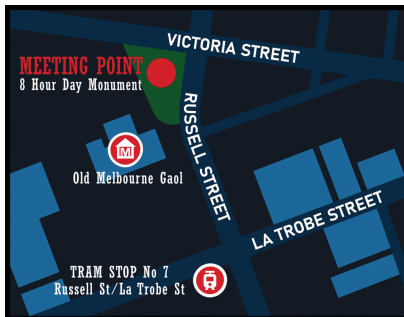 VICTORIA STREET
MEETING POINT
8 Hour Day Monument
RUSSELL STREET
M
Old Melbourne Gaol
LA TROBE STREET
TRAM STOP No 7
Russell St/La Trobe St